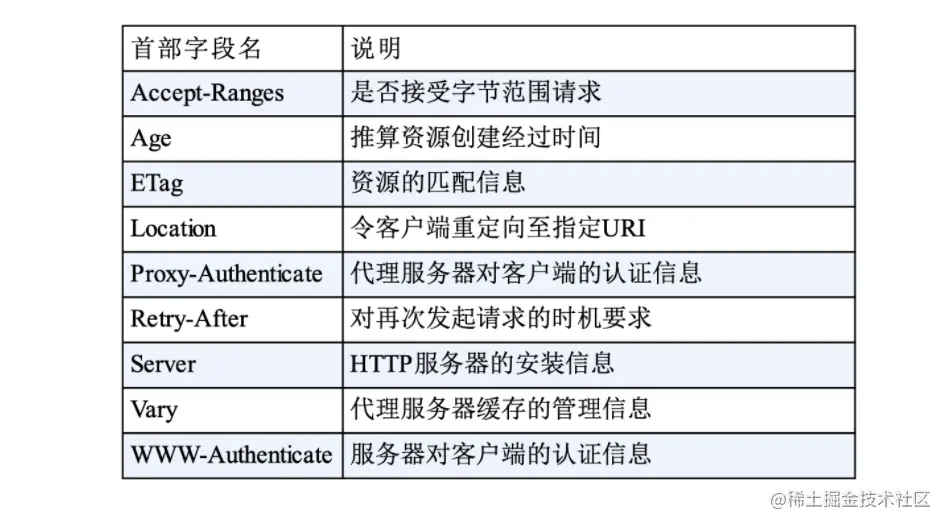 首部字段名 说明
Accept-Ranges 是否接受字节范围请求
Age 推算资源创建经过时间
ETag 资源的匹配信息
Location 令客户端重定向至指定URI
Proxy-Authenticate 代理服务器对客户端的认证信息
Retry-After 对再次发起请求的时机要求
Server HTTP服务器的安装信息
Vary 代理服务器缓存的管理信息
WWW-Authenticate 服务器对客户端的认证信息
@稀土掘金技术社区